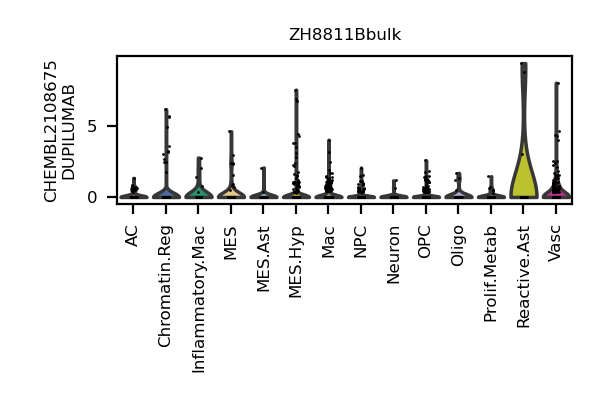 ZH8811Bbulk
CHEMBL2108675
DUPILUMAB
5
0
AC
Chromatin.Reg
Inflammatory.Mac
MES
MES.Ast
MES.Hyp
Mac
NPC
Neuron
OPC
Oligo
Prolif.Metab
Reactive.Ast
Vasc